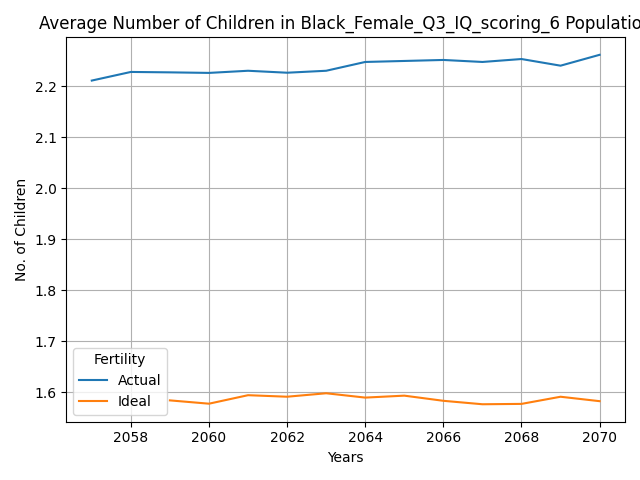 Average Number of Children in Black_Female_Q3_IQ_scoring_6 Populatio
No. of Children
2.2
2.1
2.0
1.9
1.8
1.7
1.6
Fertility
Actual
Ideal
2058 2060 2062 2064 2066 2068 2070
Years